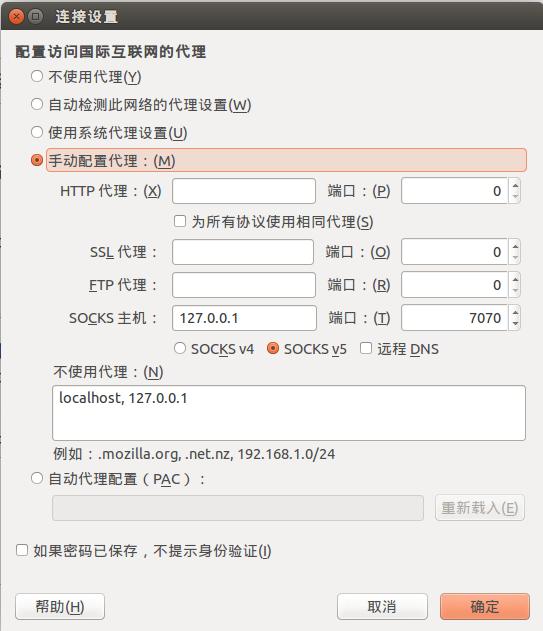 连接设置
配置访问国际互联网的代理
不使用代理(Y)
自动检测此网络的代理设置(W)
使用系统代理设置(U)
手动配置代理：(M)
HTTP 代理：(X) 端口：(P) 0
为所有协议使用相同代理(S)
SSL 代理： 端口：(O) 0
FTP 代理： 端口：(R) 0
SOCKS 主机： 127.0.0.1 端口：(T) 7070
SOCKS v4 SOCKS v5 远程 DNS
不使用代理：(N)
localhost, 127.0.0.1
例如：.mozilla.org, .net.nz, 192.168.1.0/24
自动代理配置（PAC）：
重新载入(E)
如果密码已保存，不提示身份验证(I)
帮助(H) 取消 确定